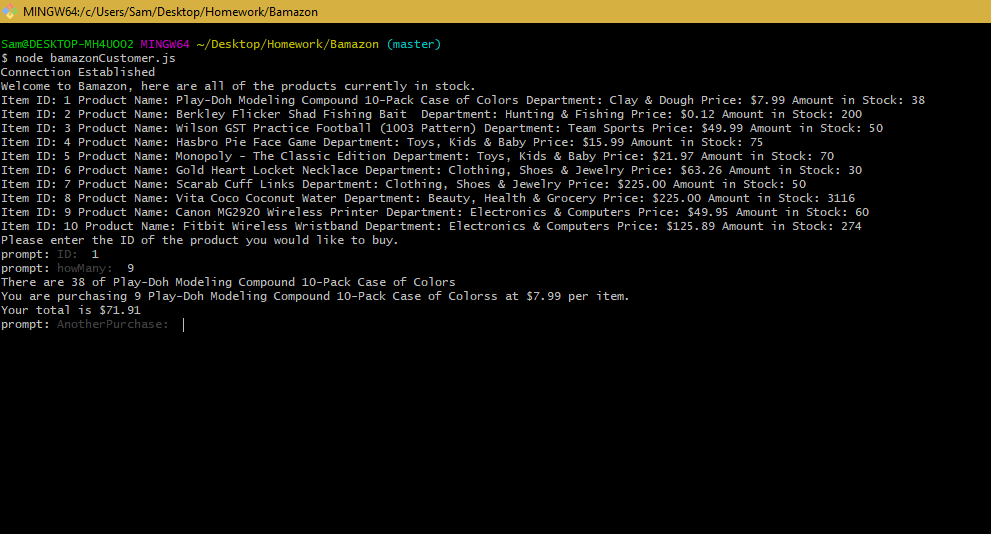 MINGW64:/c/Users/Sam/Desktop/Homework/Bamazon
Sam@DESKTOP-MH4UOO2 MINGW64 ~/Desktop/Homework/Bamazon (master)
$ node bamazonCustomer.js
Connection Established
Welcome to Bamazon, here are all of the products currently in stock.
Item ID: 1 Product Name: Play-Doh Modeling Compound 10-Pack Case of Colors Department: Clay & Dough Price: $7.99 Amount in Stock: 38
Item ID: 2 Product Name: Berkley Flicker Shad Fishing Bait  Department: Hunting & Fishing Price: $0.12 Amount in Stock: 200
Item ID: 3 Product Name: Wilson GST Practice Football (1003 Pattern) Department: Team Sports Price: $49.99 Amount in Stock: 50
Item ID: 4 Product Name: Hasbro Pie Face Game Department: Toys, Kids & Baby Price: $15.99 Amount in Stock: 75
Item ID: 5 Product Name: Monopoly - The Classic Edition Department: Toys, Kids & Baby Price: $21.97 Amount in Stock: 70
Item ID: 6 Product Name: Gold Heart Locket Necklace Department: Clothing, Shoes & Jewelry Price: $63.26 Amount in Stock: 30
Item ID: 7 Product Name: Scarab Cuff Links Department: Clothing, Shoes & Jewelry Price: $225.00 Amount in Stock: 50
Item ID: 8 Product Name: Vita Coco Coconut Water Department: Beauty, Health & Grocery Price: $225.00 Amount in Stock: 3116
Item ID: 9 Product Name: Canon MG2920 Wireless Printer Department: Electronics & Computers Price: $49.95 Amount in Stock: 60
Item ID: 10 Product Name: Fitbit Wireless Wristband Department: Electronics & Computers Price: $125.89 Amount in Stock: 274
Please enter the ID of the product you would like to buy.
prompt: ID:  1
prompt: howMany:  9
There are 38 of Play-Doh Modeling Compound 10-Pack Case of Colors
You are purchasing 9 Play-Doh Modeling Compound 10-Pack Case of Colorss at $7.99 per item.
Your total is $71.91
prompt: AnotherPurchase: